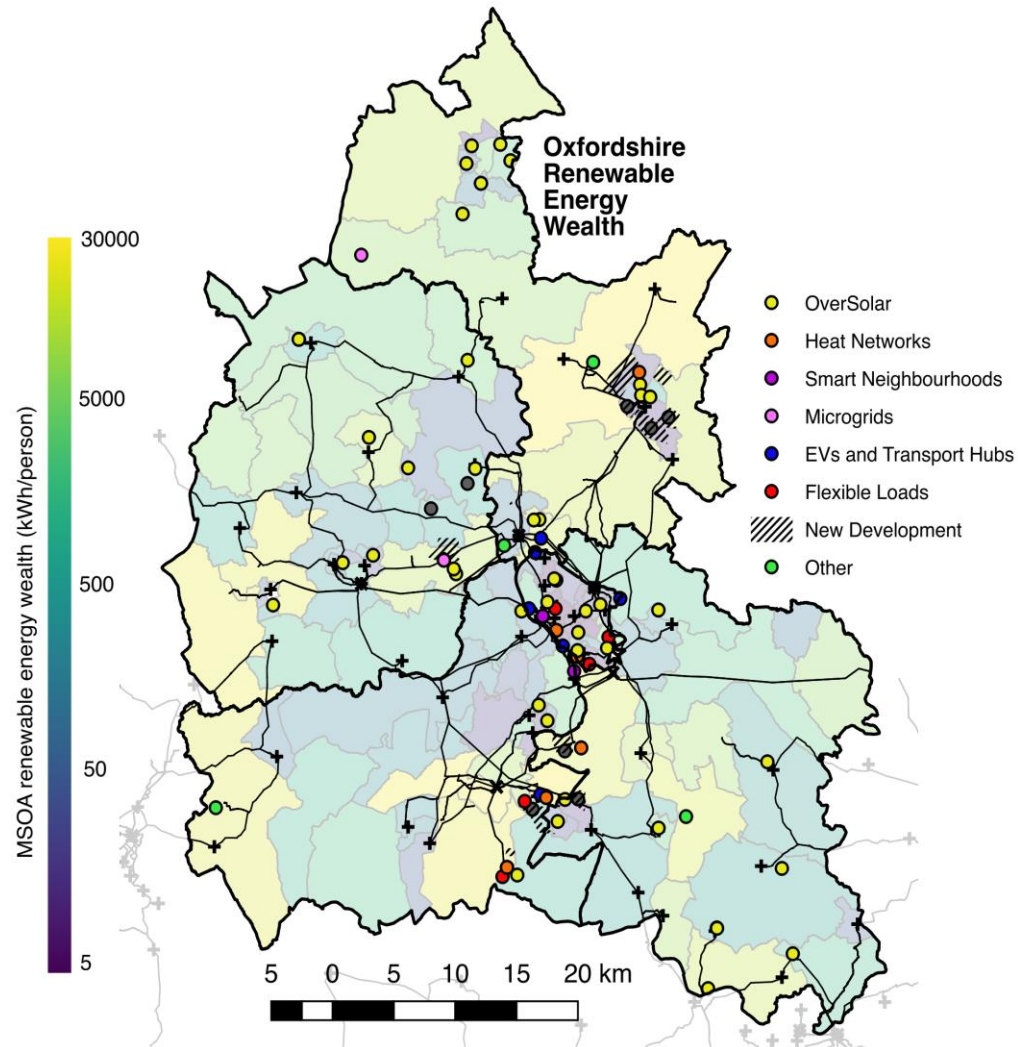 Oxfordshire
Renewable
Energy
Wealth
MSOA renewable energy wealth (kWh/person)
30000
5000
500
50
5
OverSolar
Heat Networks
Smart Neighbourhoods
Microgrids
EVs and Transport Hubs
Flexible Loads
New Development
Other
5 0 5 10 15 20 km